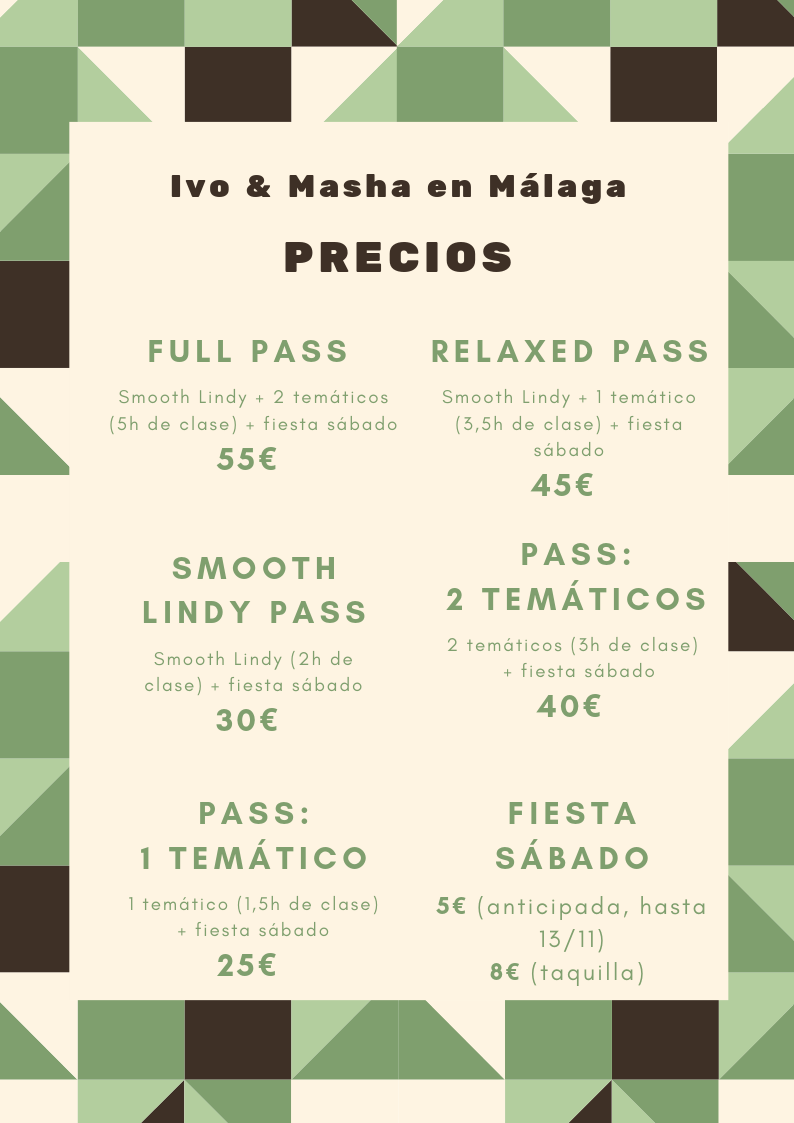 Ivo & Masha en Málaga
PRECIOS
FULL PASS
Smooth Lindy + 2 temáticos
(5h de clase) + fiesta sábado
55€
RELAXED PASS
Smooth Lindy + 1 temático
(3,5h de clase) + fiesta
sábado
45€
SMOOTH
LINDY PASS
Smooth Lindy (2h de
clase) + fiesta sábado
30€
PASS:
2 TEMÁTICOS
2 temáticos (3h de clase)
+ fiesta sábado
40€
PASS:
1 TEMÁTICO
1 temático (1,5h de clase)
+ fiesta sábado
25€
FIESTA
SÁBADO
5€ (anticipada, hasta
13/11)
8€ (taquilla)